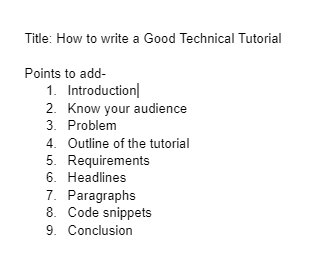 Title: How to write a Good Technical Tutorial
Points to add-
1. Introduction
2. Know your audience
3. Problem
4. Outline of the tutorial
5. Requirements
6. Headlines
7. Paragraphs
8. Code snippets
9. Conclusion